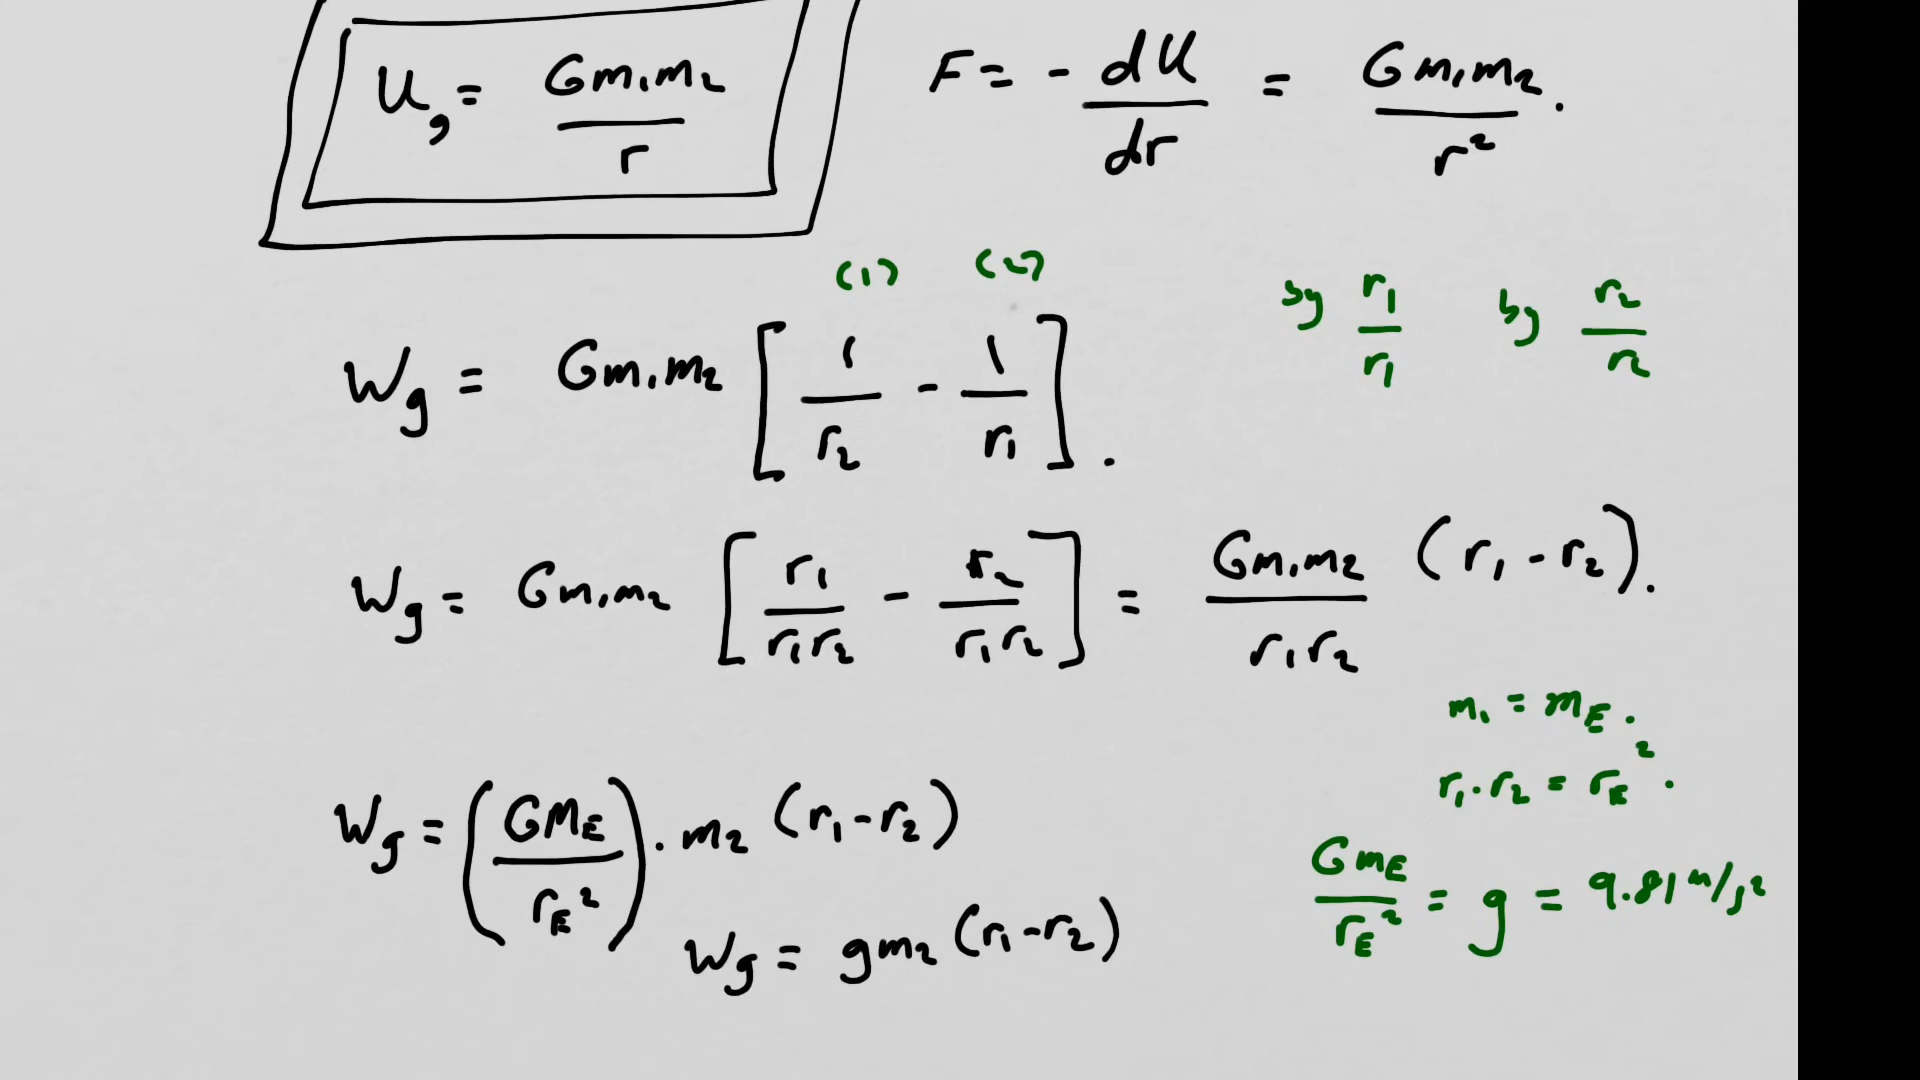 U_g = Gm₁m₂/r    F = - dU/dr = Gm₁m₂/r².
(1) (2)    by r₁/r₁    by r₂/r₂
W_g = Gm₁m₂ [1/r₂ - 1/r₁].
W_g = Gm₁m₂ [r₁/r₁r₂ - r₂/r₁r₂] = Gm₁m₂/r₁r₂ (r₁-r₂).
m₁ = m_E.
r₁.r₂ = r_E².
W_g = (GM_E/r_E²).m₂ (r₁-r₂)
Gm_E/r_E² = g = 9.81 m/s²
W_g = gm₂ (r₁-r₂)